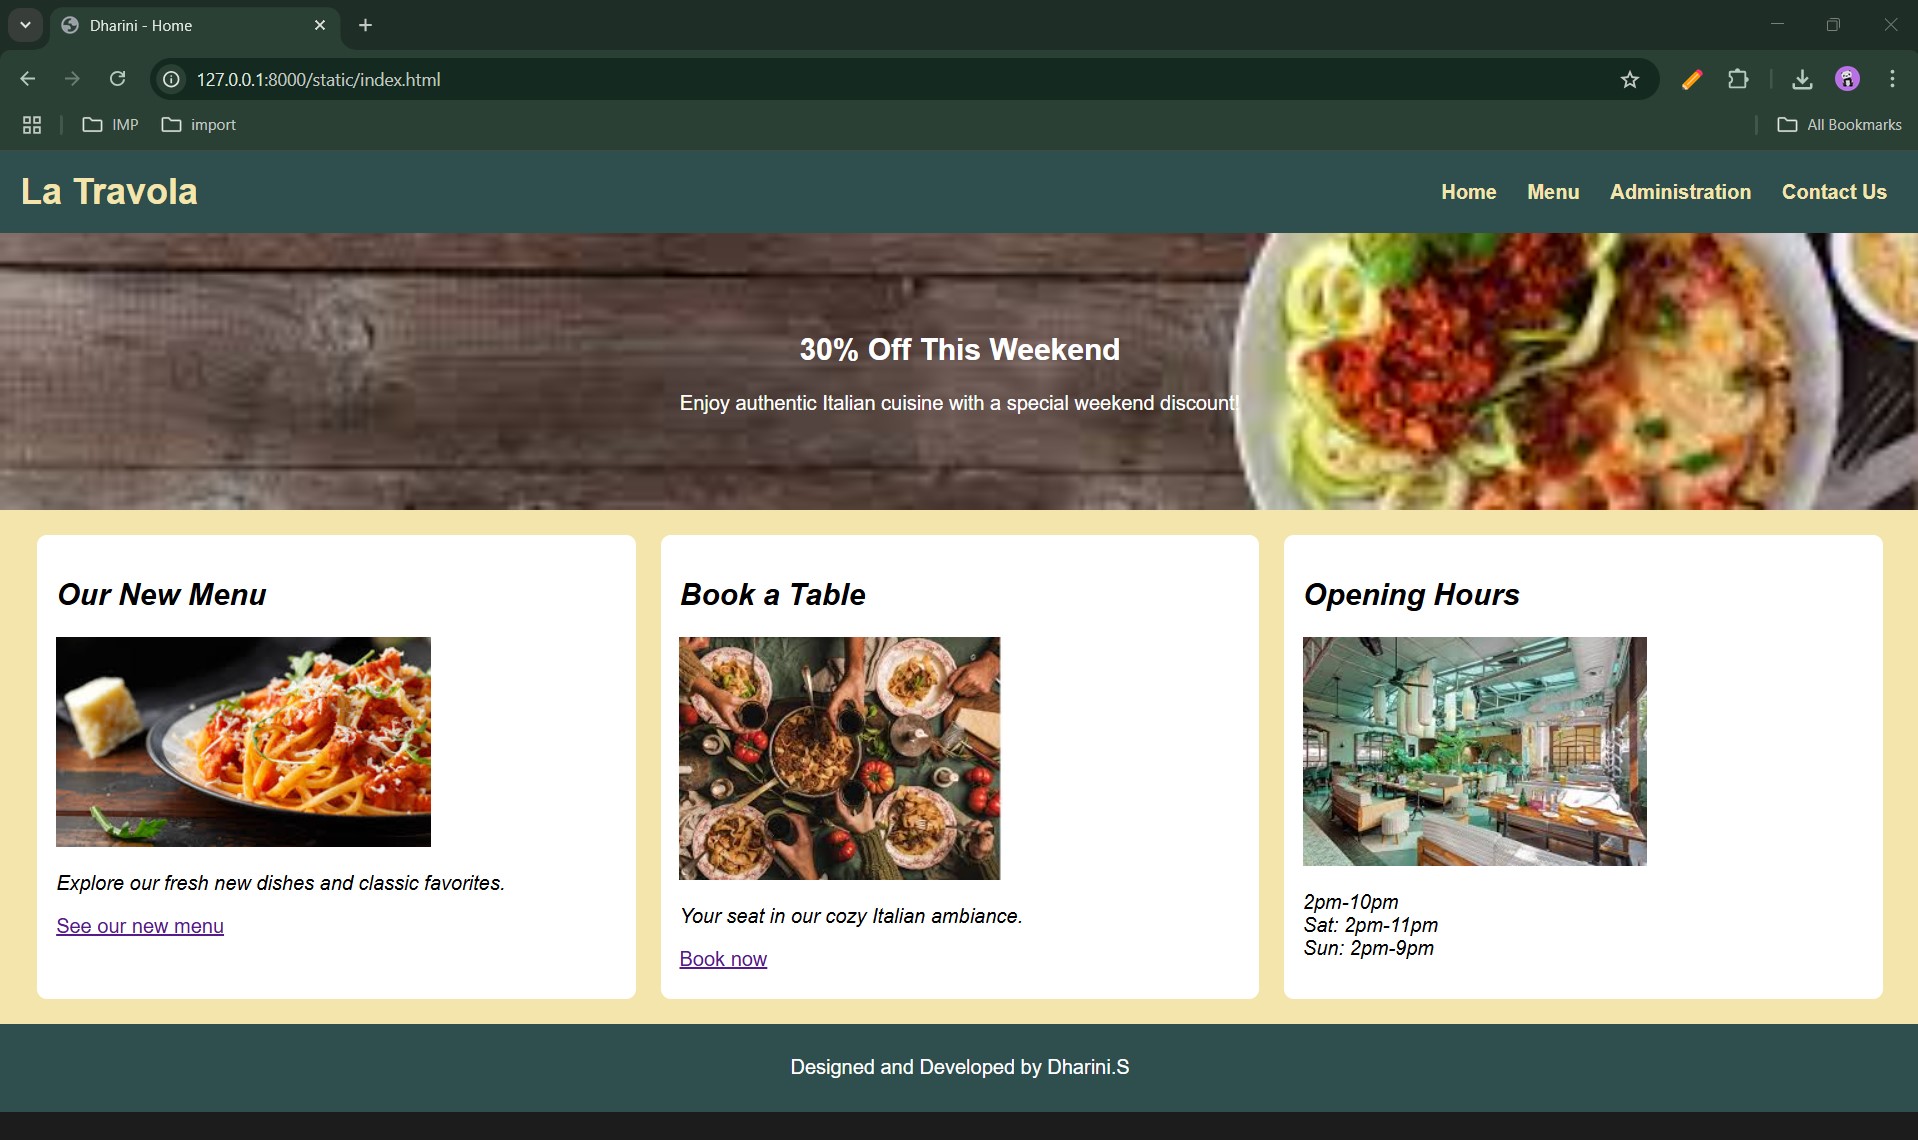 Dharini - Home
127.0.0.1:8000/static/index.html
IMP import All Bookmarks
La Travola
Home Menu Administration Contact Us
30% Off This Weekend
Enjoy authentic Italian cuisine with a special weekend discount!
Our New Menu
Explore our fresh new dishes and classic favorites.
See our new menu
Book a Table
Your seat in our cozy Italian ambiance.
Book now
Opening Hours
2pm-10pm
Sat: 2pm-11pm
Sun: 2pm-9pm
Designed and Developed by Dharini.S